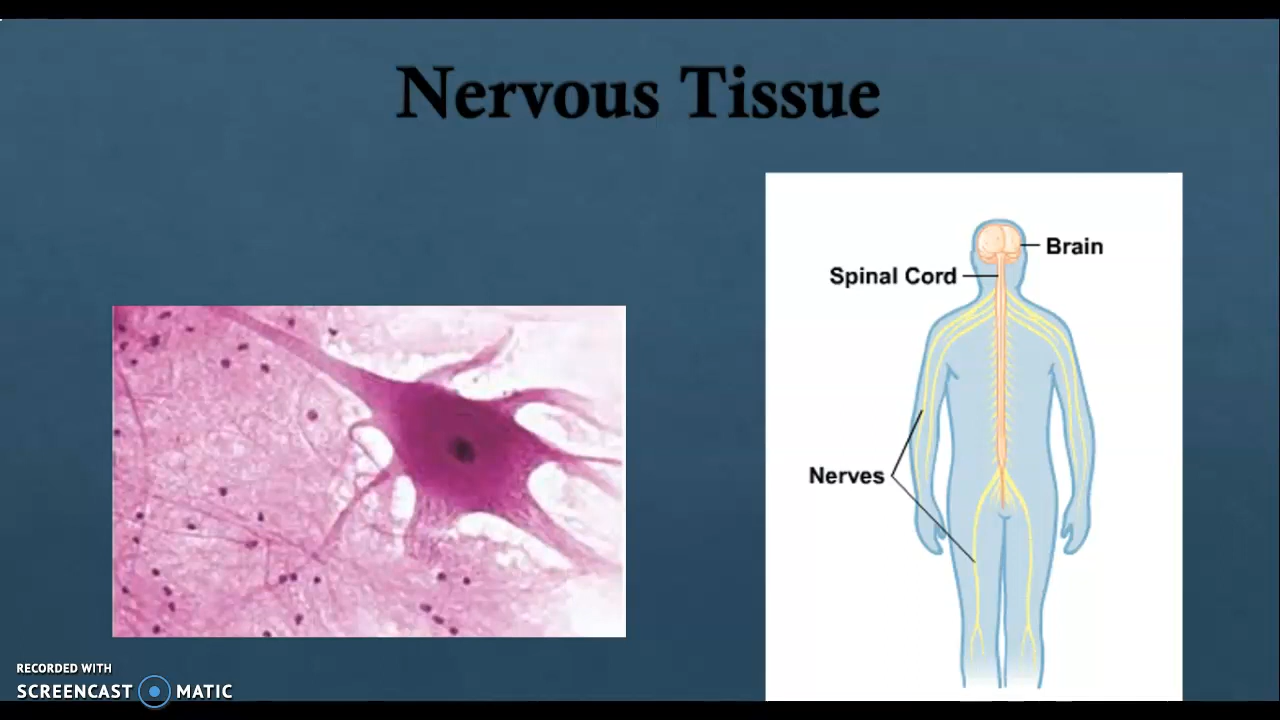 Nervous Tissue
Brain
Spinal Cord
Nerves
RECORDED WITH
SCREENCAST MATIC